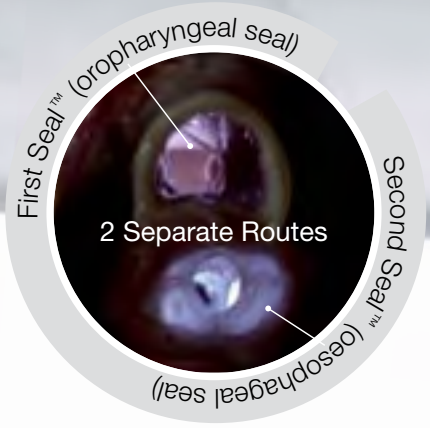 First Seal™ (oropharyngeal seal)
2 Separate Routes
Second Seal™ (oesophageal seal)